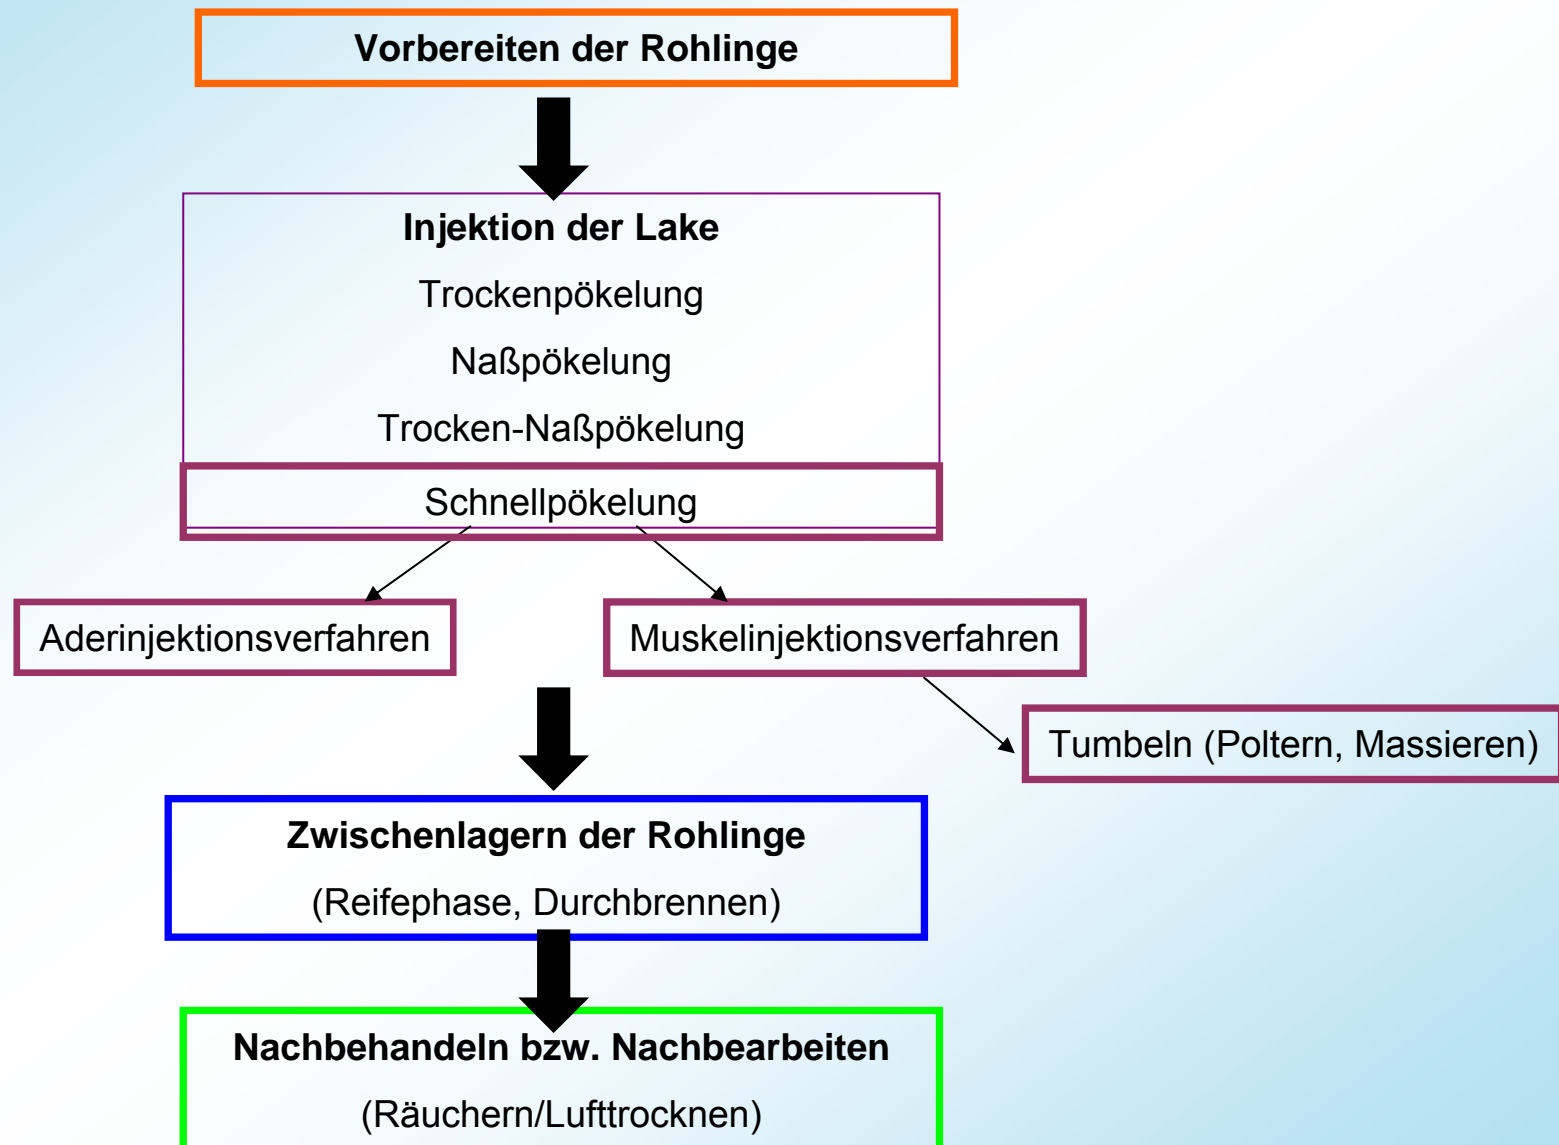 Vorbereiten der Rohlinge
Injektion der Lake
Trockenpökelung
Naßpökelung
Trocken-Naßpökelung
Schnellpökelung
Aderinjektionsverfahren
Muskelinjektionsverfahren
Tumbeln (Poltern, Massieren)
Zwischenlagern der Rohlinge
(Reifephase, Durchbrennen)
Nachbehandeln bzw. Nachbearbeiten
(Räuchern/Lufttrocknen)